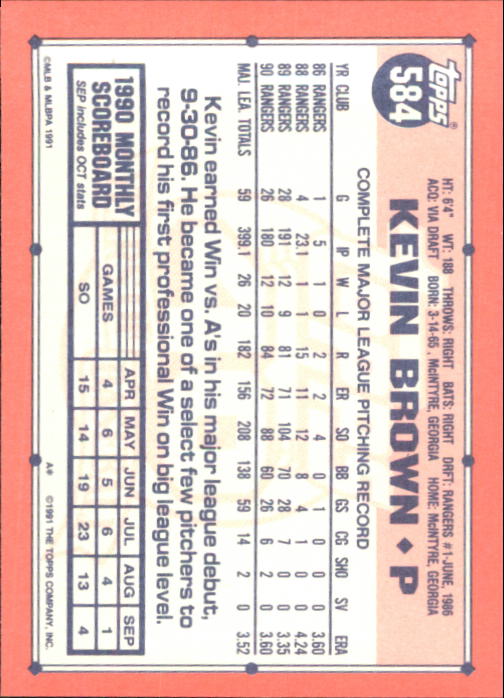 topps®
584
KEVIN BROWN ♦ P
HT: 6'4" WT: 188 THROWS: RIGHT BATS: RIGHT DRFT: RANGERS #1-JUNE, 1986
ACQ: VIA DRAFT BORN: 3-14-65, McINTYRE, GEORGIA HOME: McINTYRE, GEORGIA
COMPLETE MAJOR LEAGUE PITCHING RECORD
YR CLUB G IP W L R ER SO BB GS CG SHO SV ERA
86 RANGERS 1 5 1 0 2 2 4 0 1 0 0 0 3.60
88 RANGERS 4 23.1 1 1 15 11 12 8 4 1 0 0 4.24
89 RANGERS 28 191 12 9 81 71 104 70 28 7 0 0 3.35
90 RANGERS 26 180 12 10 84 72 88 60 26 6 2 0 3.60
MAJ. LEA. TOTALS 59 399.1 26 20 182 156 208 138 59 14 2 0 3.52
Kevin earned Win vs. A's in his major league debut,
9-30-86. He became one of a select few pitchers to
record his first professional Win on big league level.
1990 MONTHLY
SCOREBOARD
SEP includes OCT stats
APR MAY JUN JUL AUG SEP
GAMES 4 6 5 6 4 1
SO 15 14 19 23 13 4
©MLB & MLBPA 1991
A* ©1991 THE TOPPS COMPANY, INC.